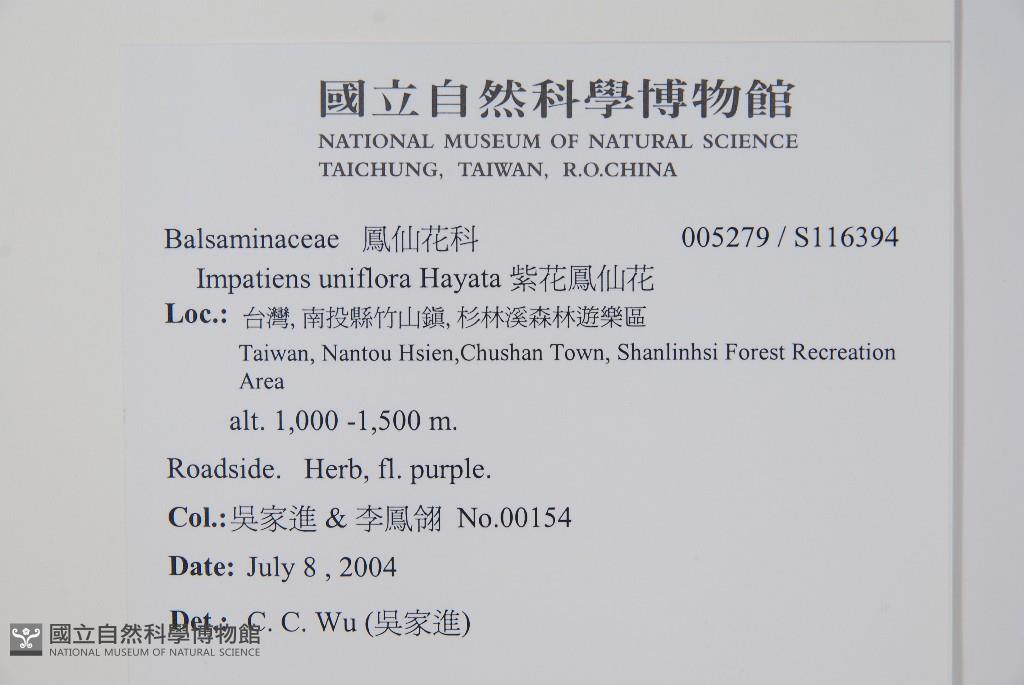 國立自然科學博物館
NATIONAL MUSEUM OF NATURAL SCIENCE
TAICHUNG, TAIWAN, R.O.CHINA
Balsaminaceae 鳳仙花科 005279 / S116394
Impatiens uniflora Hayata 紫花鳳仙花
Loc.: 台灣, 南投縣竹山鎮, 杉林溪森林遊樂區
Taiwan, Nantou Hsien,Chushan Town, Shanlinhsi Forest Recreation
Area
alt. 1,000 -1,500 m.
Roadside. Herb, fl. purple.
Col.: 吳家進 & 李鳳翎 No.00154
Date: July 8 , 2004
Det.: C. C. Wu (吳家進)
國立自然科學博物館
NATIONAL MUSEUM OF NATURAL SCIENCE